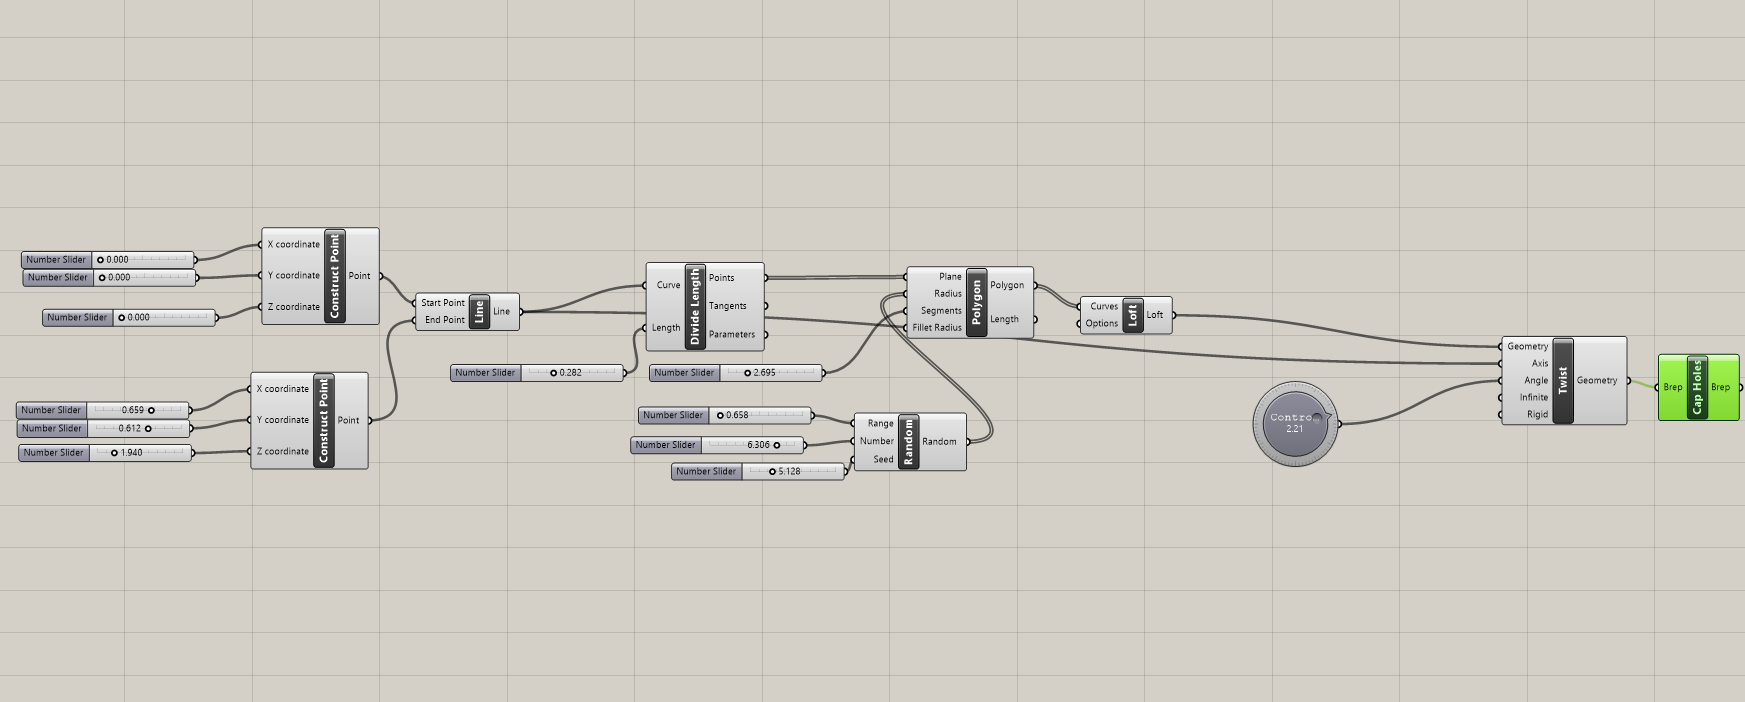 Number Slider 0.000
Number Slider 0.000
Number Slider 0.000
X coordinate
Y coordinate
Z coordinate
Construct Point
Point
Number Slider 0.659
Number Slider 0.612
Number Slider 1.940
X coordinate
Y coordinate
Z coordinate
Construct Point
Point
Start Point
End Point
Line
Line
Number Slider 0.282
Curve
Length
Divide Length
Points
Tangents
Parameters
Number Slider 2.695
Number Slider 0.658
Number Slider 6.306
Number Slider 5.128
Range
Number
Seed
Random
Random
Plane
Radius
Segments
Fillet Radius
Polygon
Polygon
Length
Curves
Options
Loft
Loft
Contro
2.21
Geometry
Axis
Angle
Infinite
Rigid
Twist
Geometry
Brep
Cap Holes
Brep